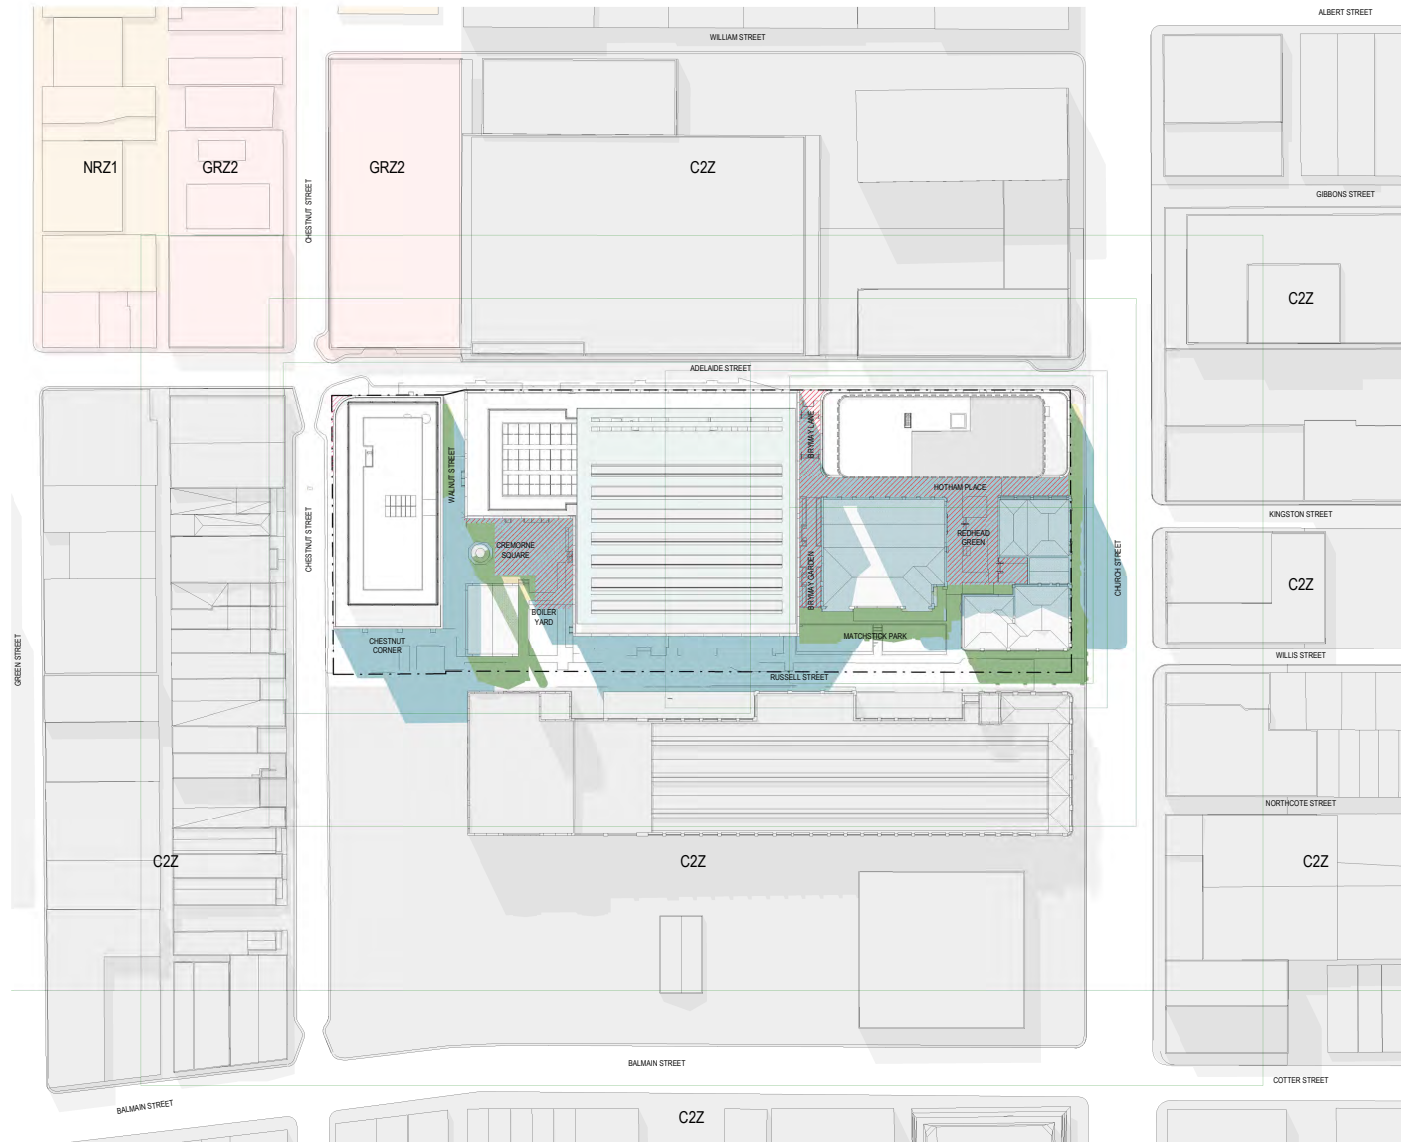 ALBERT STREET
WILLIAM STREET
NRZ1
GRZ2
GRZ2
C2Z
CHESTNUT STREET
GIBBONS STREET
C2Z
ADELAIDE STREET
BRYMAY LANE
WALNUT STREET
HOTHAM PLACE
KINGSTON STREET
CHESTNUT STREET
CREMORNE
SQUARE
REDHEAD
GREEN
BRYMAY GARDEN
CHURCH STREET
C2Z
BOILER
YARD
MATCHSTICK PARK
CHESTNUT
CORNER
GREEN STREET
WILLIS STREET
RUSSELL STREET
NORTHCOTE STREET
C2Z
C2Z
C2Z
BALMAIN STREET
COTTER STREET
BALMAIN STREET
C2Z